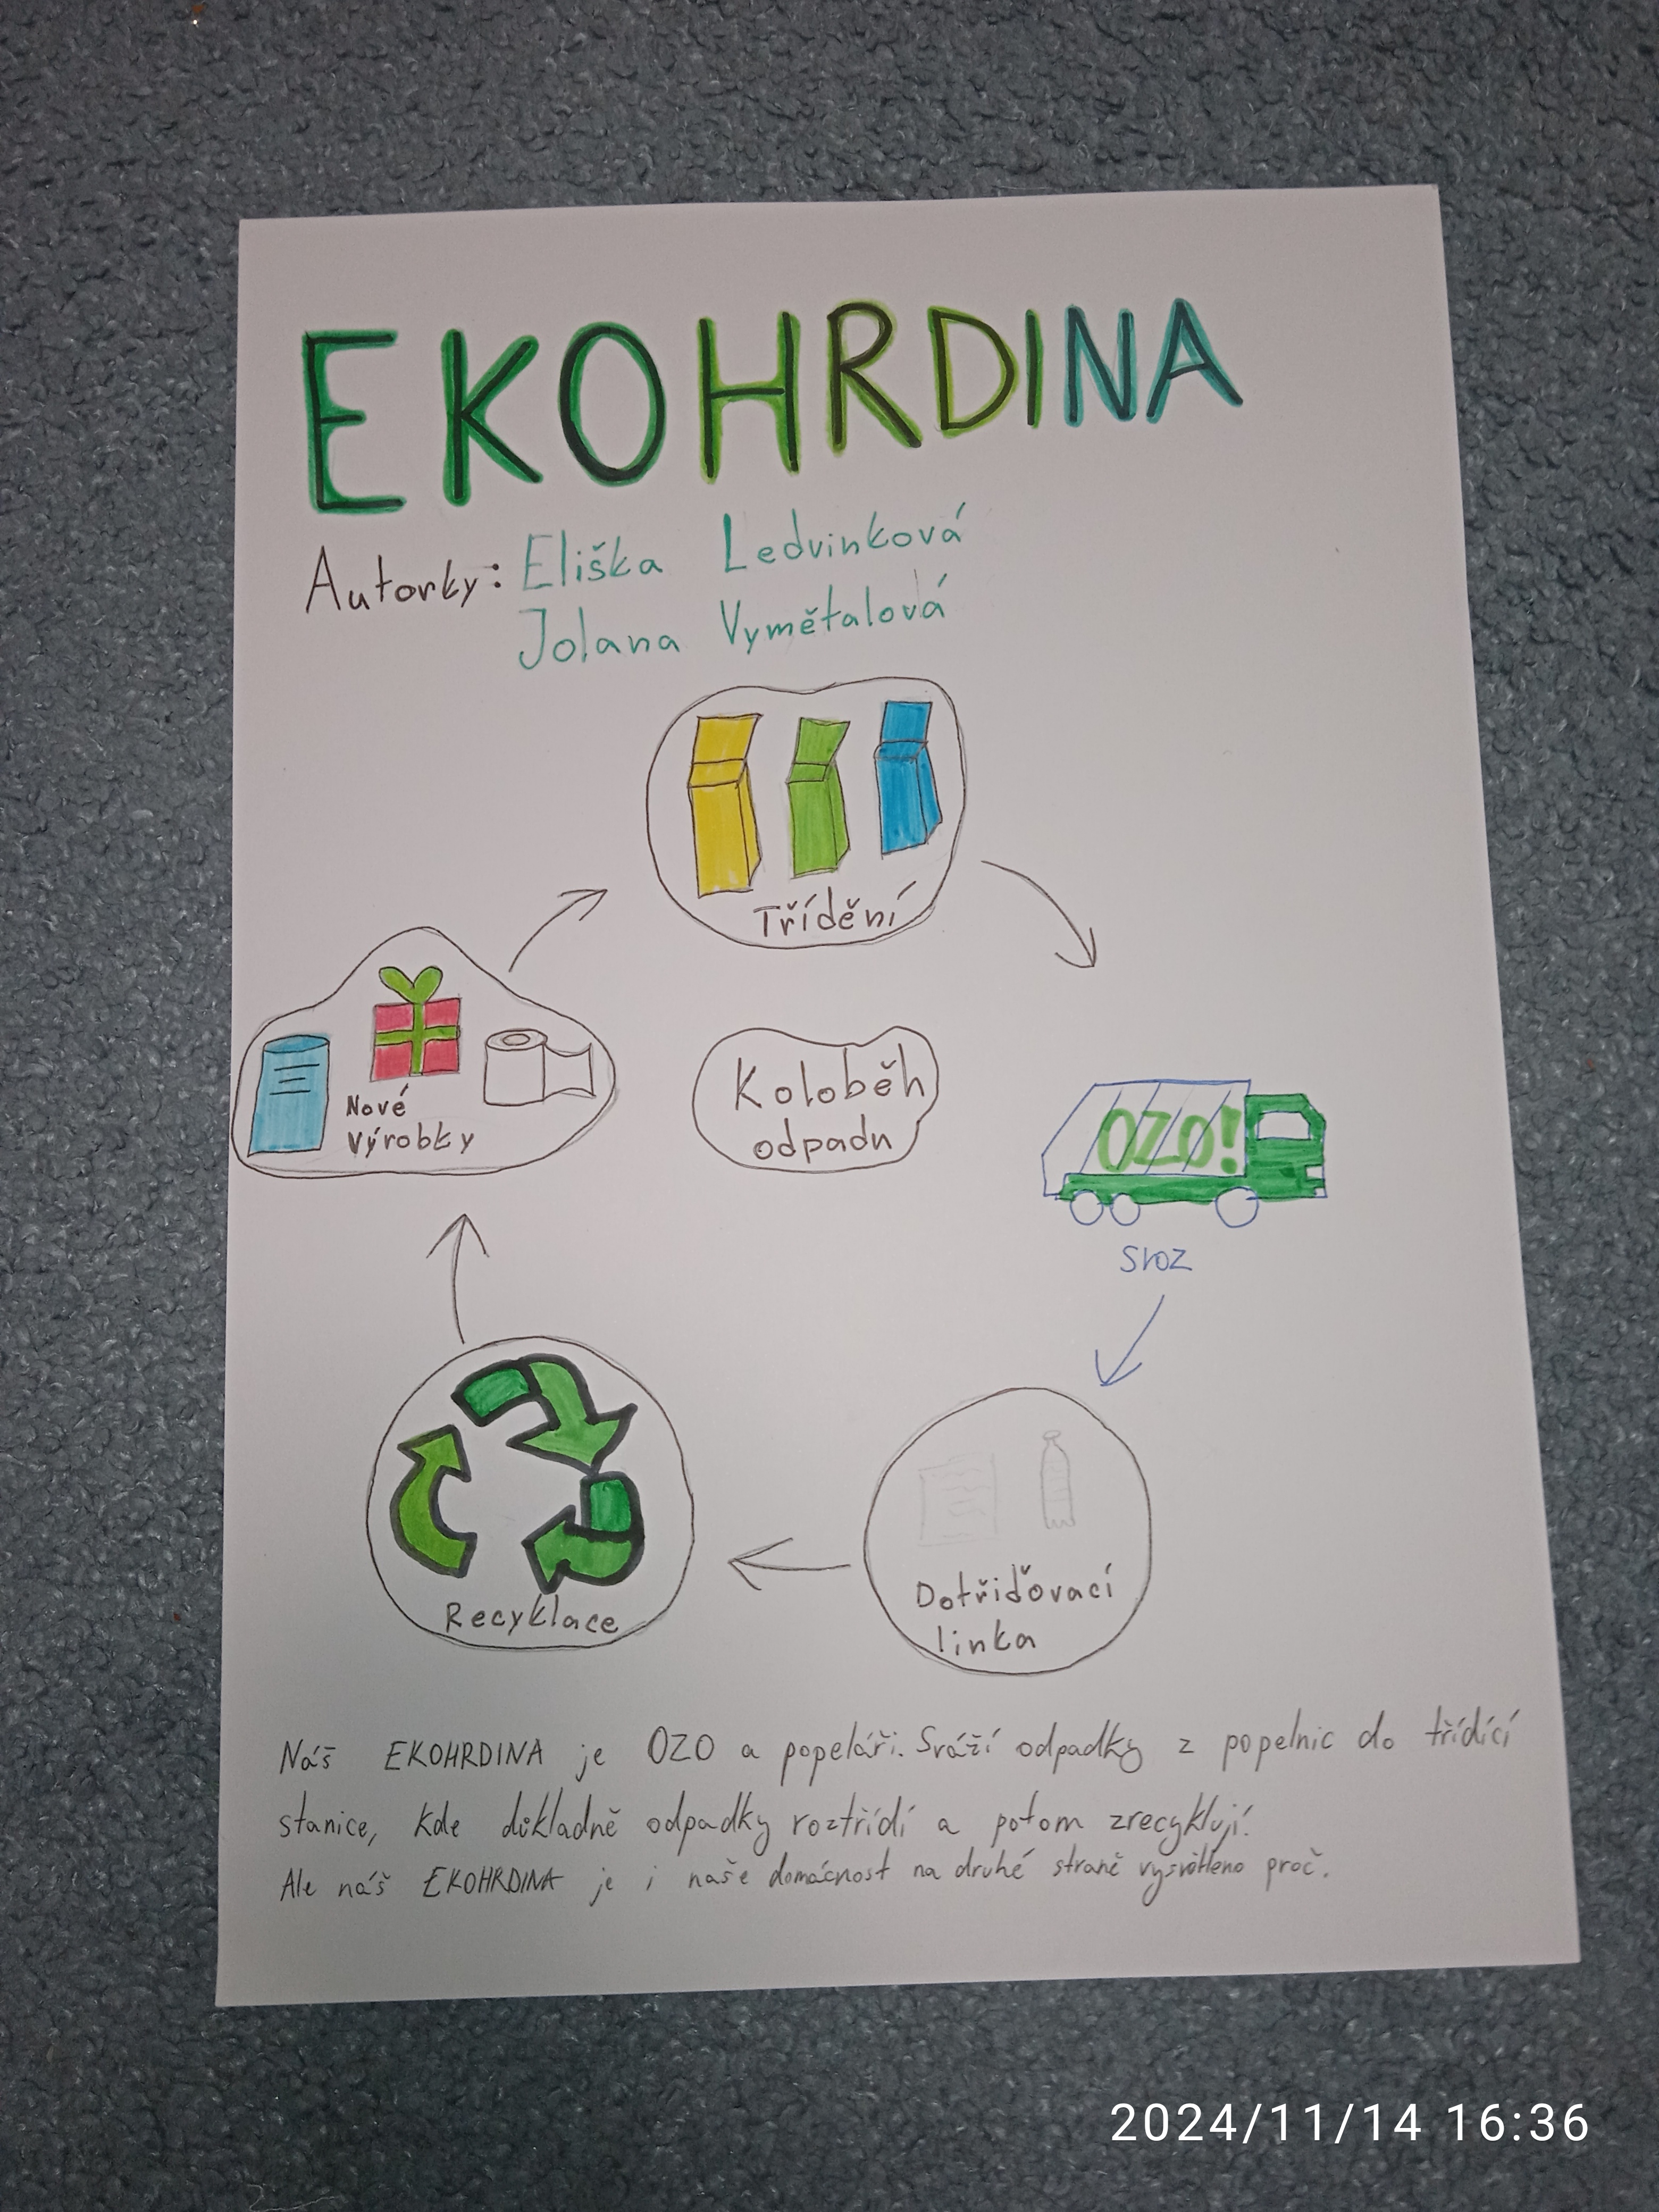 EKOHRDINA
Autorky: Eliška Ledvinková
Jolana Vymětalová
Třídění
Nové
výrobky
Koloběh
odpadu
OZO!
svoz
Recyklace
Dotřiďovací
linka
Náš EKOHRDINA je OZO a popeláři. Sváží odpadky z popelnic do třídící
stanice, kde důkladně odpadky roztřídí a potom zrecyklují.
Ale náš EKOHRDINA je i naše domácnost na druhé straně vysvětleno proč.
2024/11/14 16:36